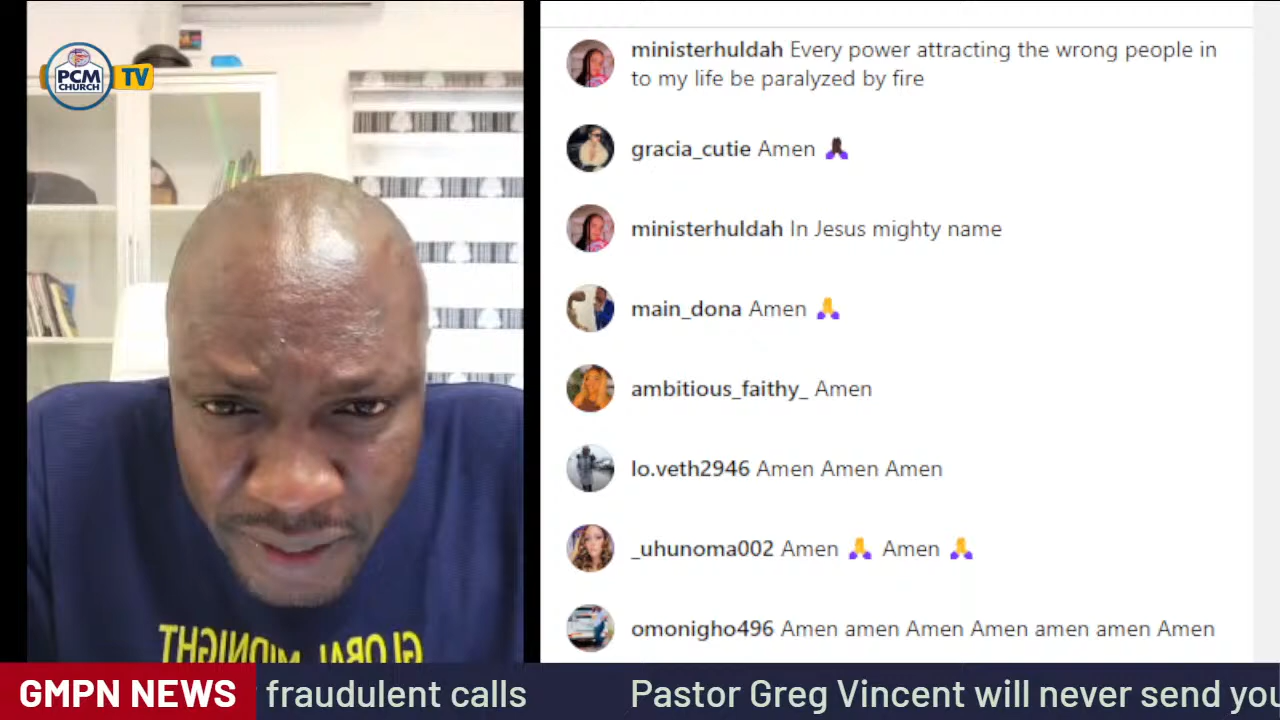 PCM
CHURCH
TV
GLOBAL MIDNIGHT
ministerhuldah Every power attracting the wrong people in
to my life be paralyzed by fire
gracia_cutie Amen
ministerhuldah In Jesus mighty name
main_dona Amen 🙏
ambitious_faithy_ Amen
lo.veth2946 Amen Amen Amen
_uhunoma002 Amen 🙏 Amen 🙏
omonigho496 Amen amen Amen Amen amen amen Amen
GMPN NEWS fraudulent calls Pastor Greg Vincent will never send you